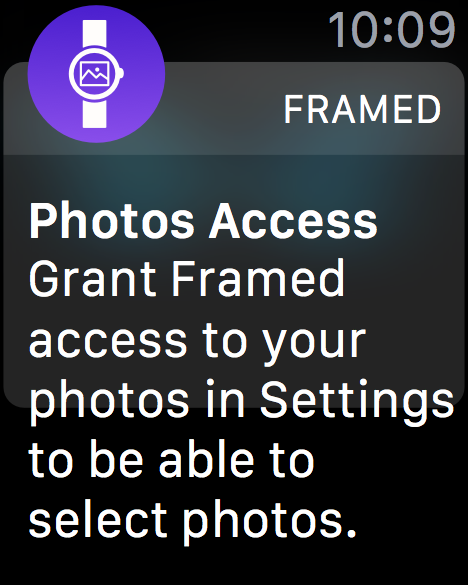 10:09
FRAMED
Photos Access
Grant Framed
access to your
photos in Settings
to be able to
select photos.